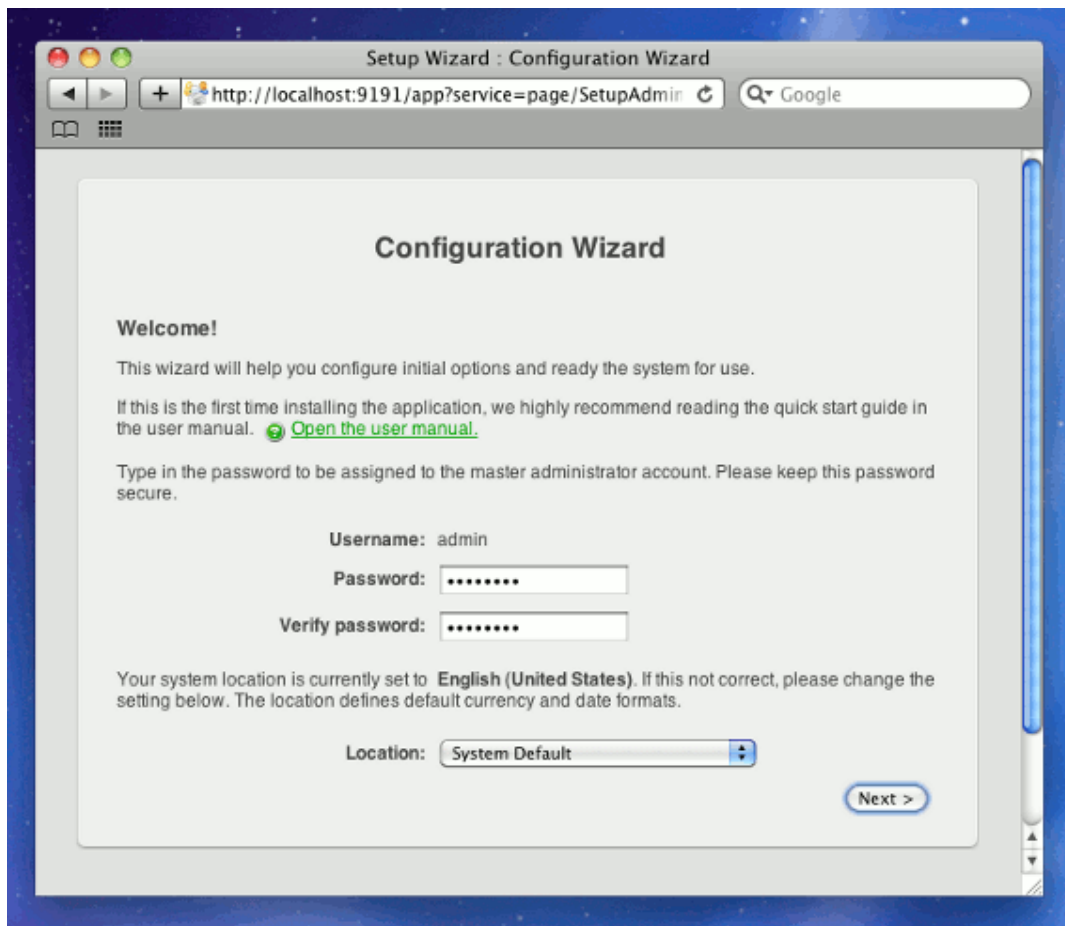 Setup Wizard : Configuration Wizard
http://localhost:9191/app?service=page/SetupAdmin
Google
Configuration Wizard
Welcome!
This wizard will help you configure initial options and ready the system for use.
If this is the first time installing the application, we highly recommend reading the quick start guide in
the user manual. Open the user manual.
Type in the password to be assigned to the master administrator account. Please keep this password
secure.
Username: admin
Password: ••••••••
Verify password: ••••••••
Your system location is currently set to English (United States). If this not correct, please change the
setting below. The location defines default currency and date formats.
Location: System Default
Next >